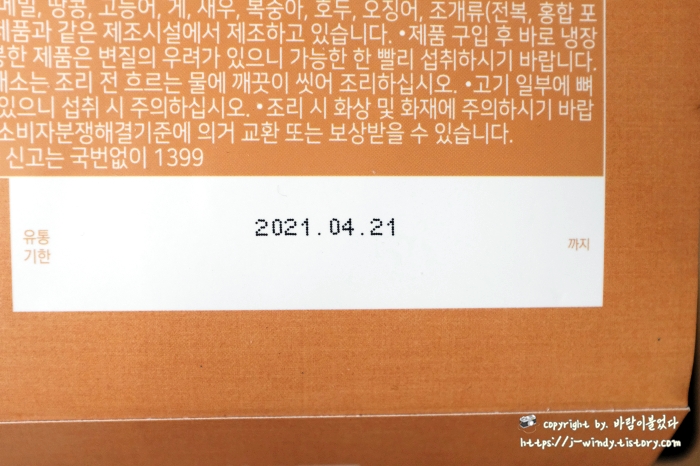 메밀, 땅콩, 고등어, 게, 새우, 복숭아, 호두, 오징어, 조개류(전복, 홍합 포
제품과 같은 제조시설에서 제조하고 있습니다. •제품 구입 후 바로 냉장
봉한 제품은 변질의 우려가 있으니 가능한 한 빨리 섭취하시기 바랍니다.
채소는 조리 전 흐르는 물에 깨끗이 씻어 조리하십시오. •고기 일부에 뼈
있으니 섭취 시 주의하십시오. •조리 시 화상 및 화재에 주의하시기 바랍
소비자분쟁해결기준에 의거 교환 또는 보상받을 수 있습니다.
신고는 국번없이 1399
유통
기한
2021.04.21
까지
copyright by. 바람이불었다
https://j-windy.tistory.com